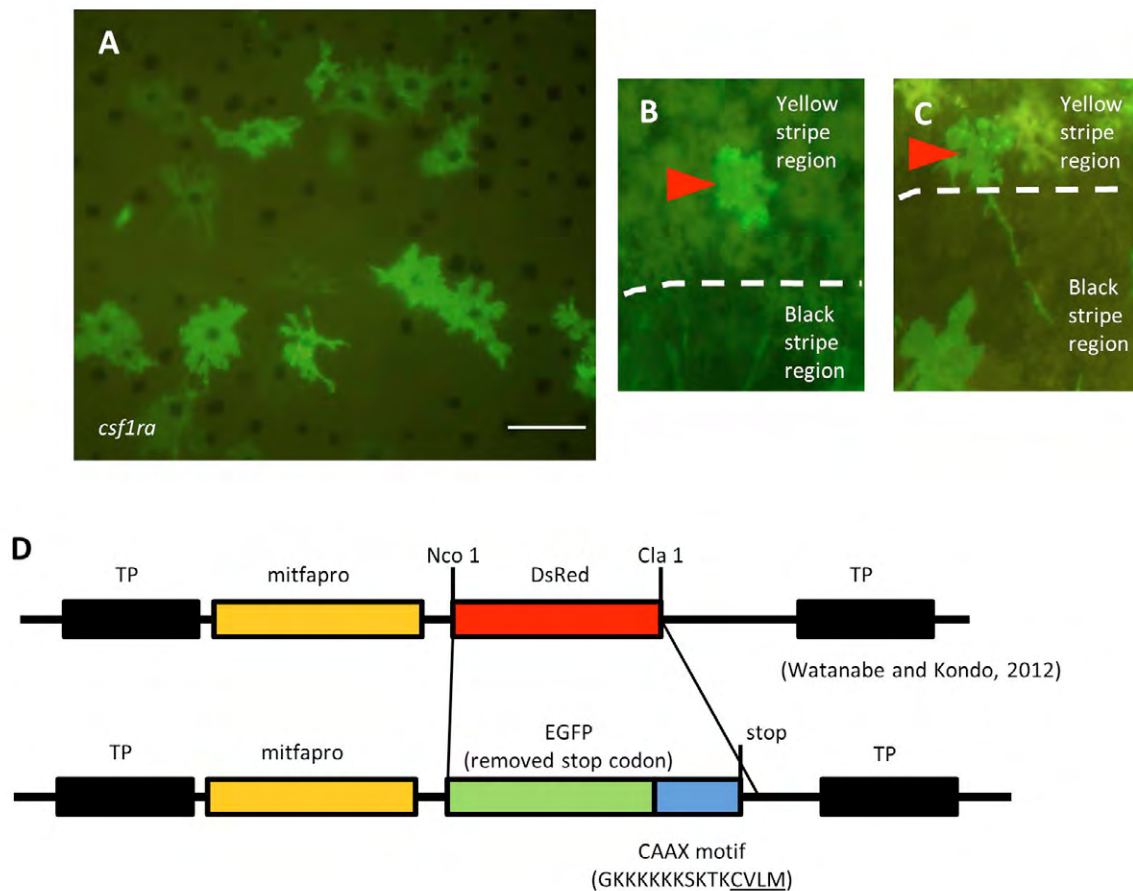 A
csf1ra
B
Yellow
stripe
region
Black
stripe
region
C
Yellow
stripe
region
Black
stripe
region
D
Nco 1
Cla 1
TP
mitfapro
DsRed
TP
(Watanabe and Kondo, 2012)
EGFP
(removed stop codon)
stop
TP
mitfapro
TP
CAAX motif
(GKKKKKKSKTKCVLM)